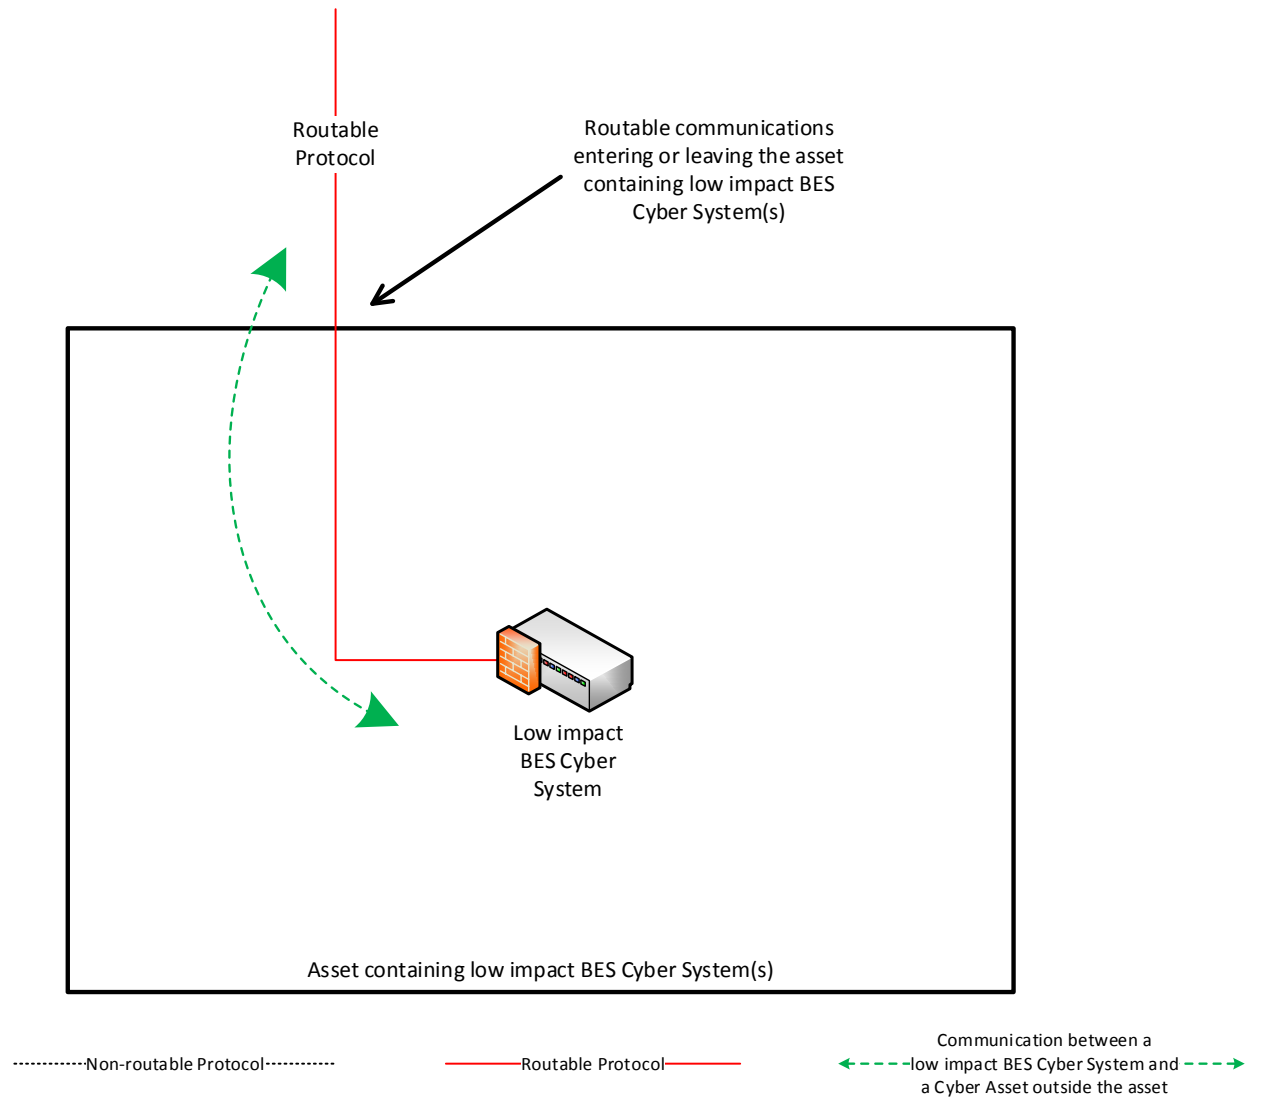 Routable
Protocol
Routable communications
entering or leaving the asset
containing low impact BES
Cyber System(s)
Low impact
BES Cyber
System
Asset containing low impact BES Cyber System(s)
Non-routable Protocol
Routable Protocol
Communication between a
low impact BES Cyber System and
a Cyber Asset outside the asset